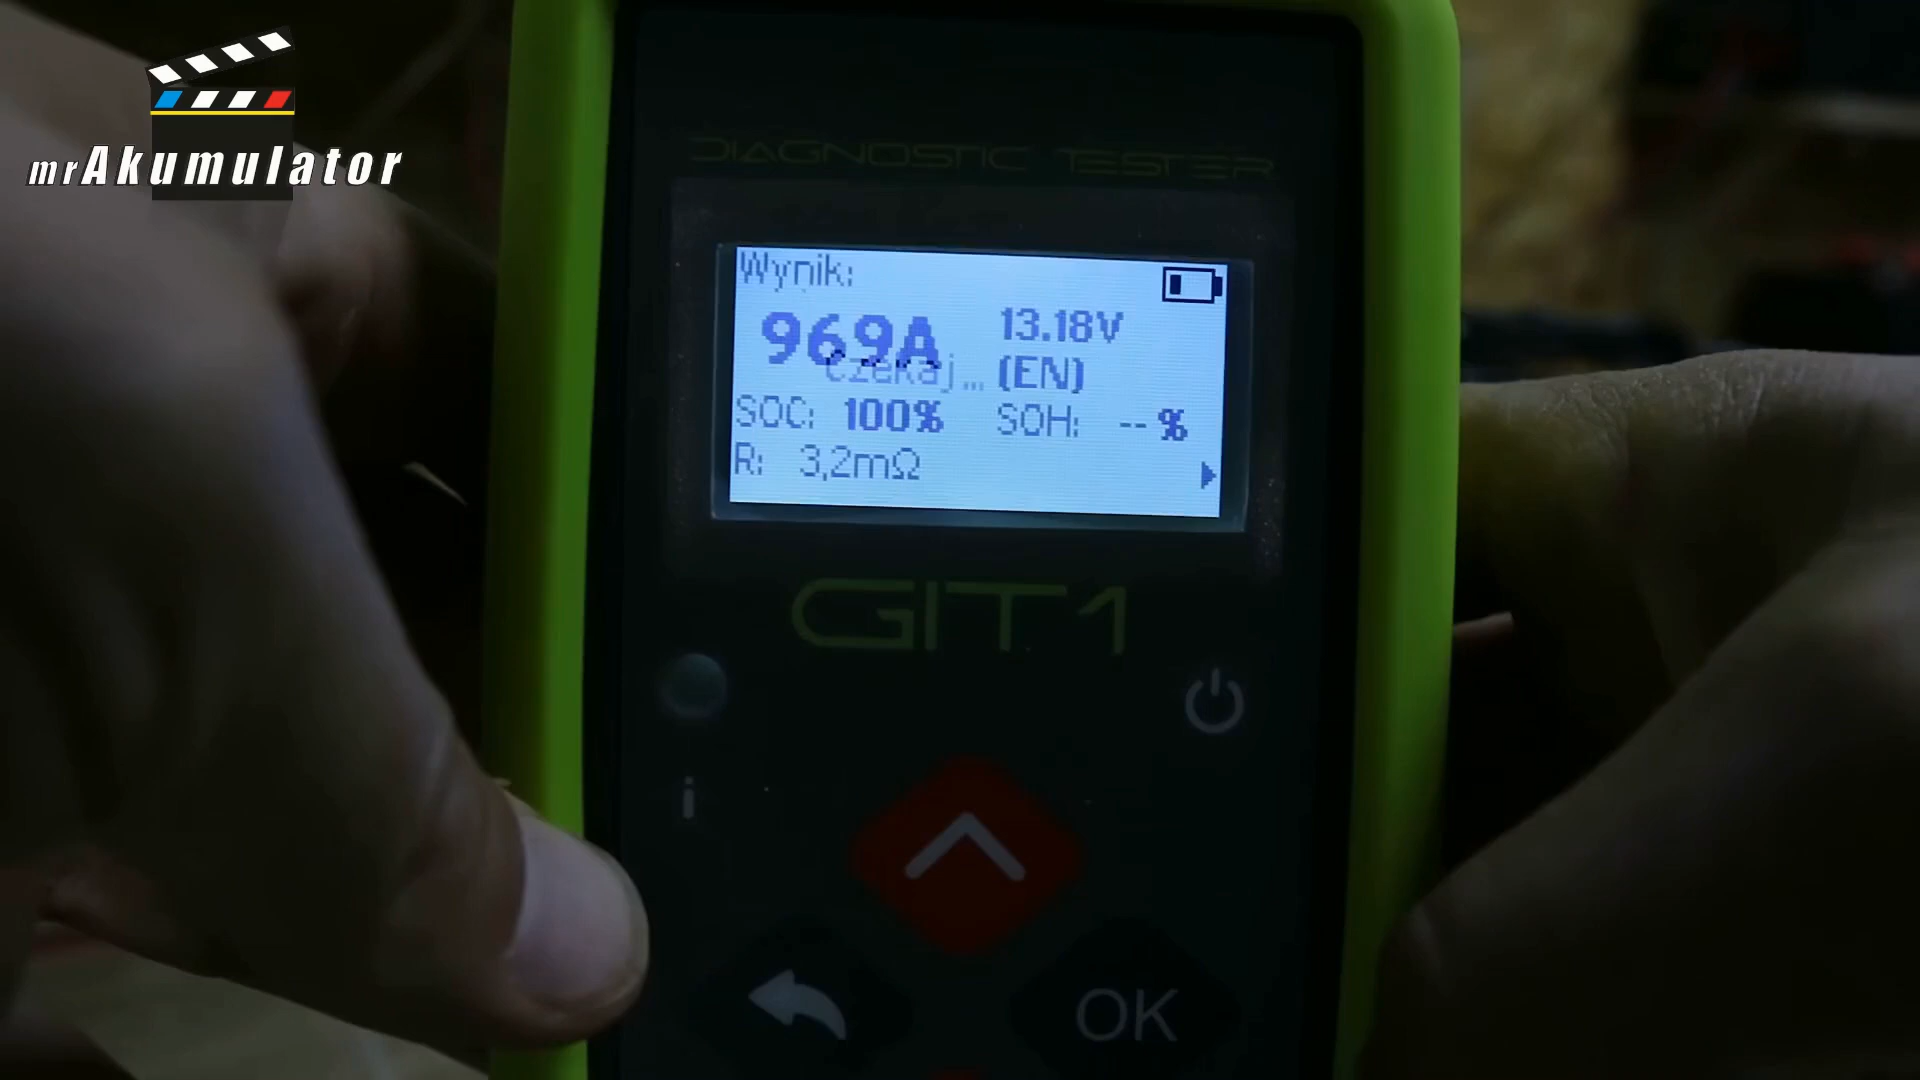 mrAkumulator
DIAGNOSTIC TESTER
Wynik:
969A 13.18V
Czekaj... (EN)
SOC: 100% SOH: --%
R: 3,2mΩ
GIT1
i
OK